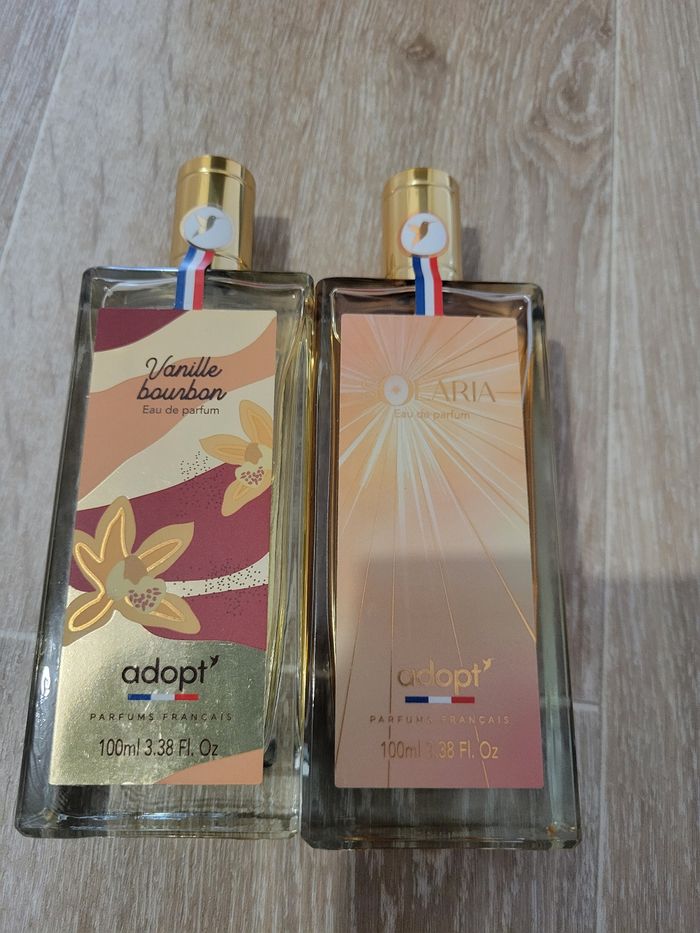 Vanille
bourbon
Eau de parfum
adopt'
PARFUMS FRANÇAIS
100ml 3.38 Fl. Oz
SOLARIA
Eau de parfum
adopt'
PARFUMS FRANÇAIS
100ml 3.38 Fl. Oz